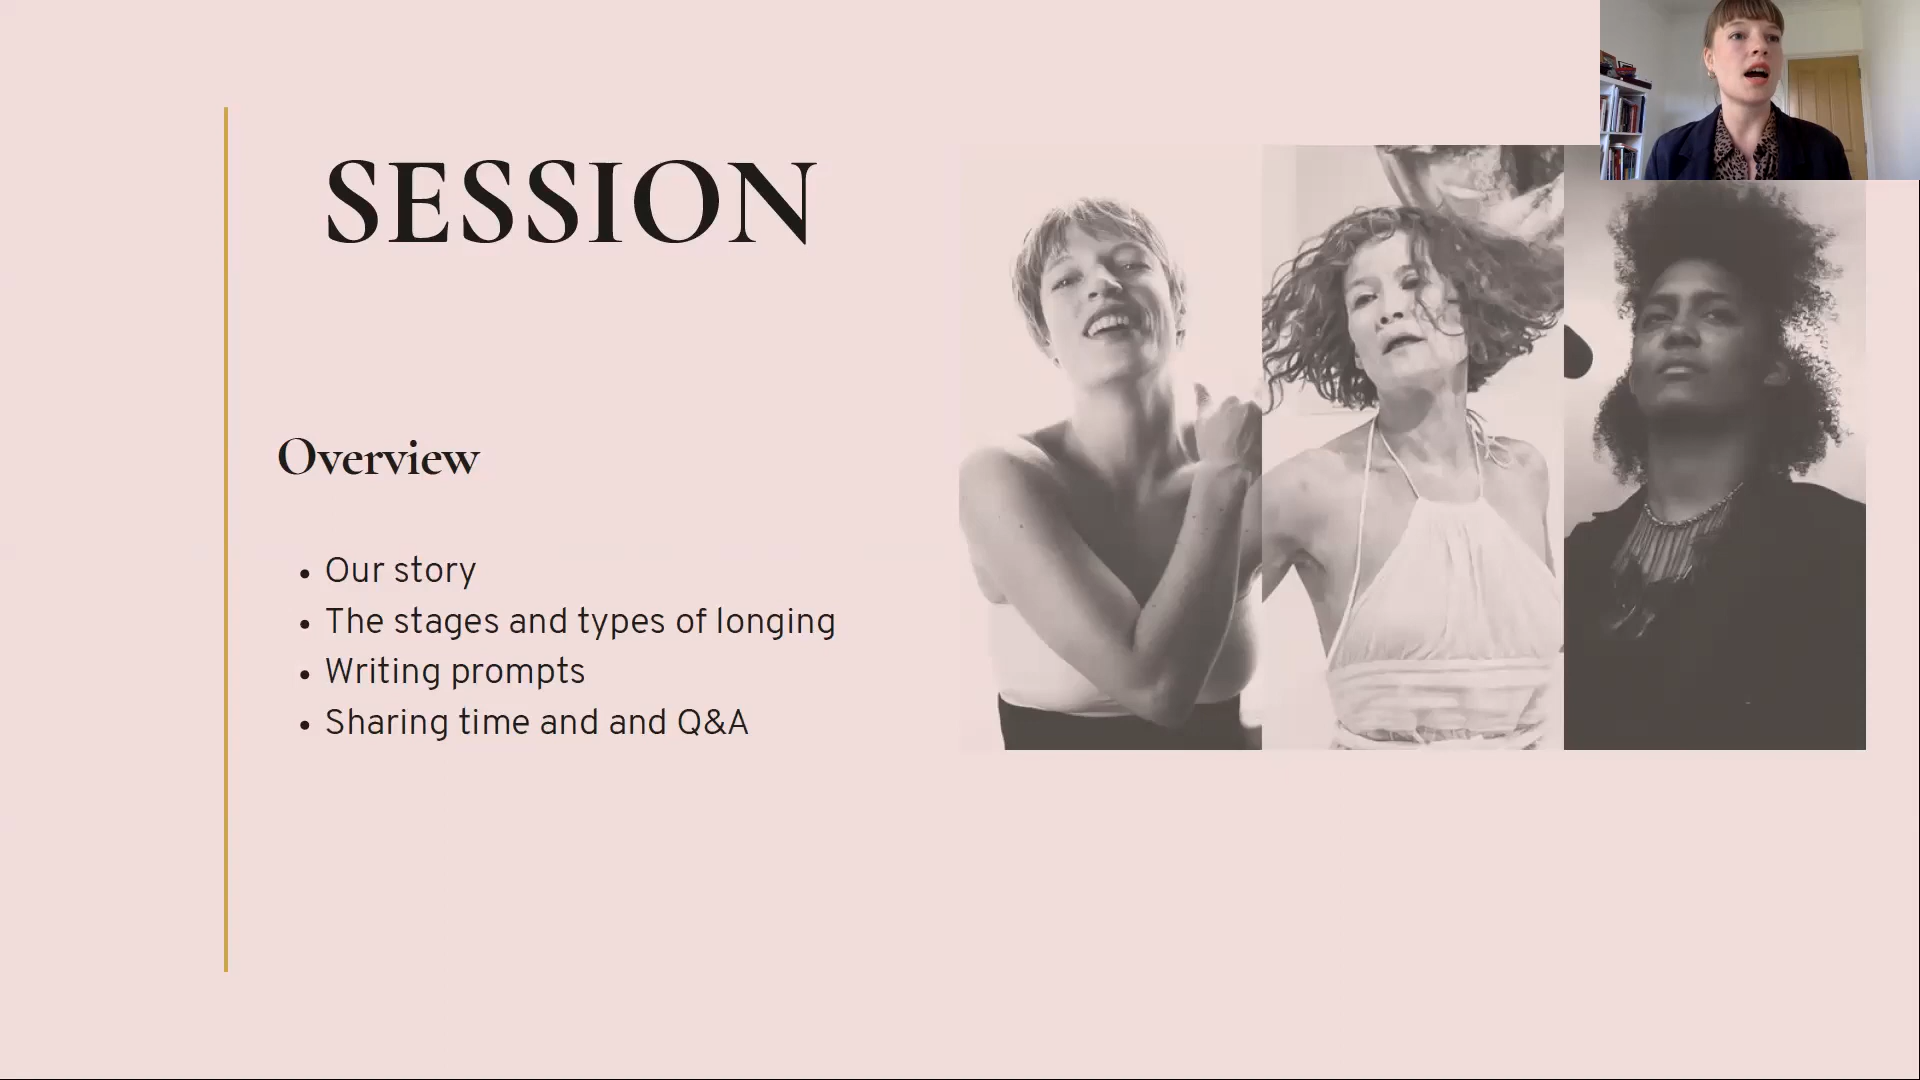 SESSION
Overview
• Our story
• The stages and types of longing
• Writing prompts
• Sharing time and and Q&A